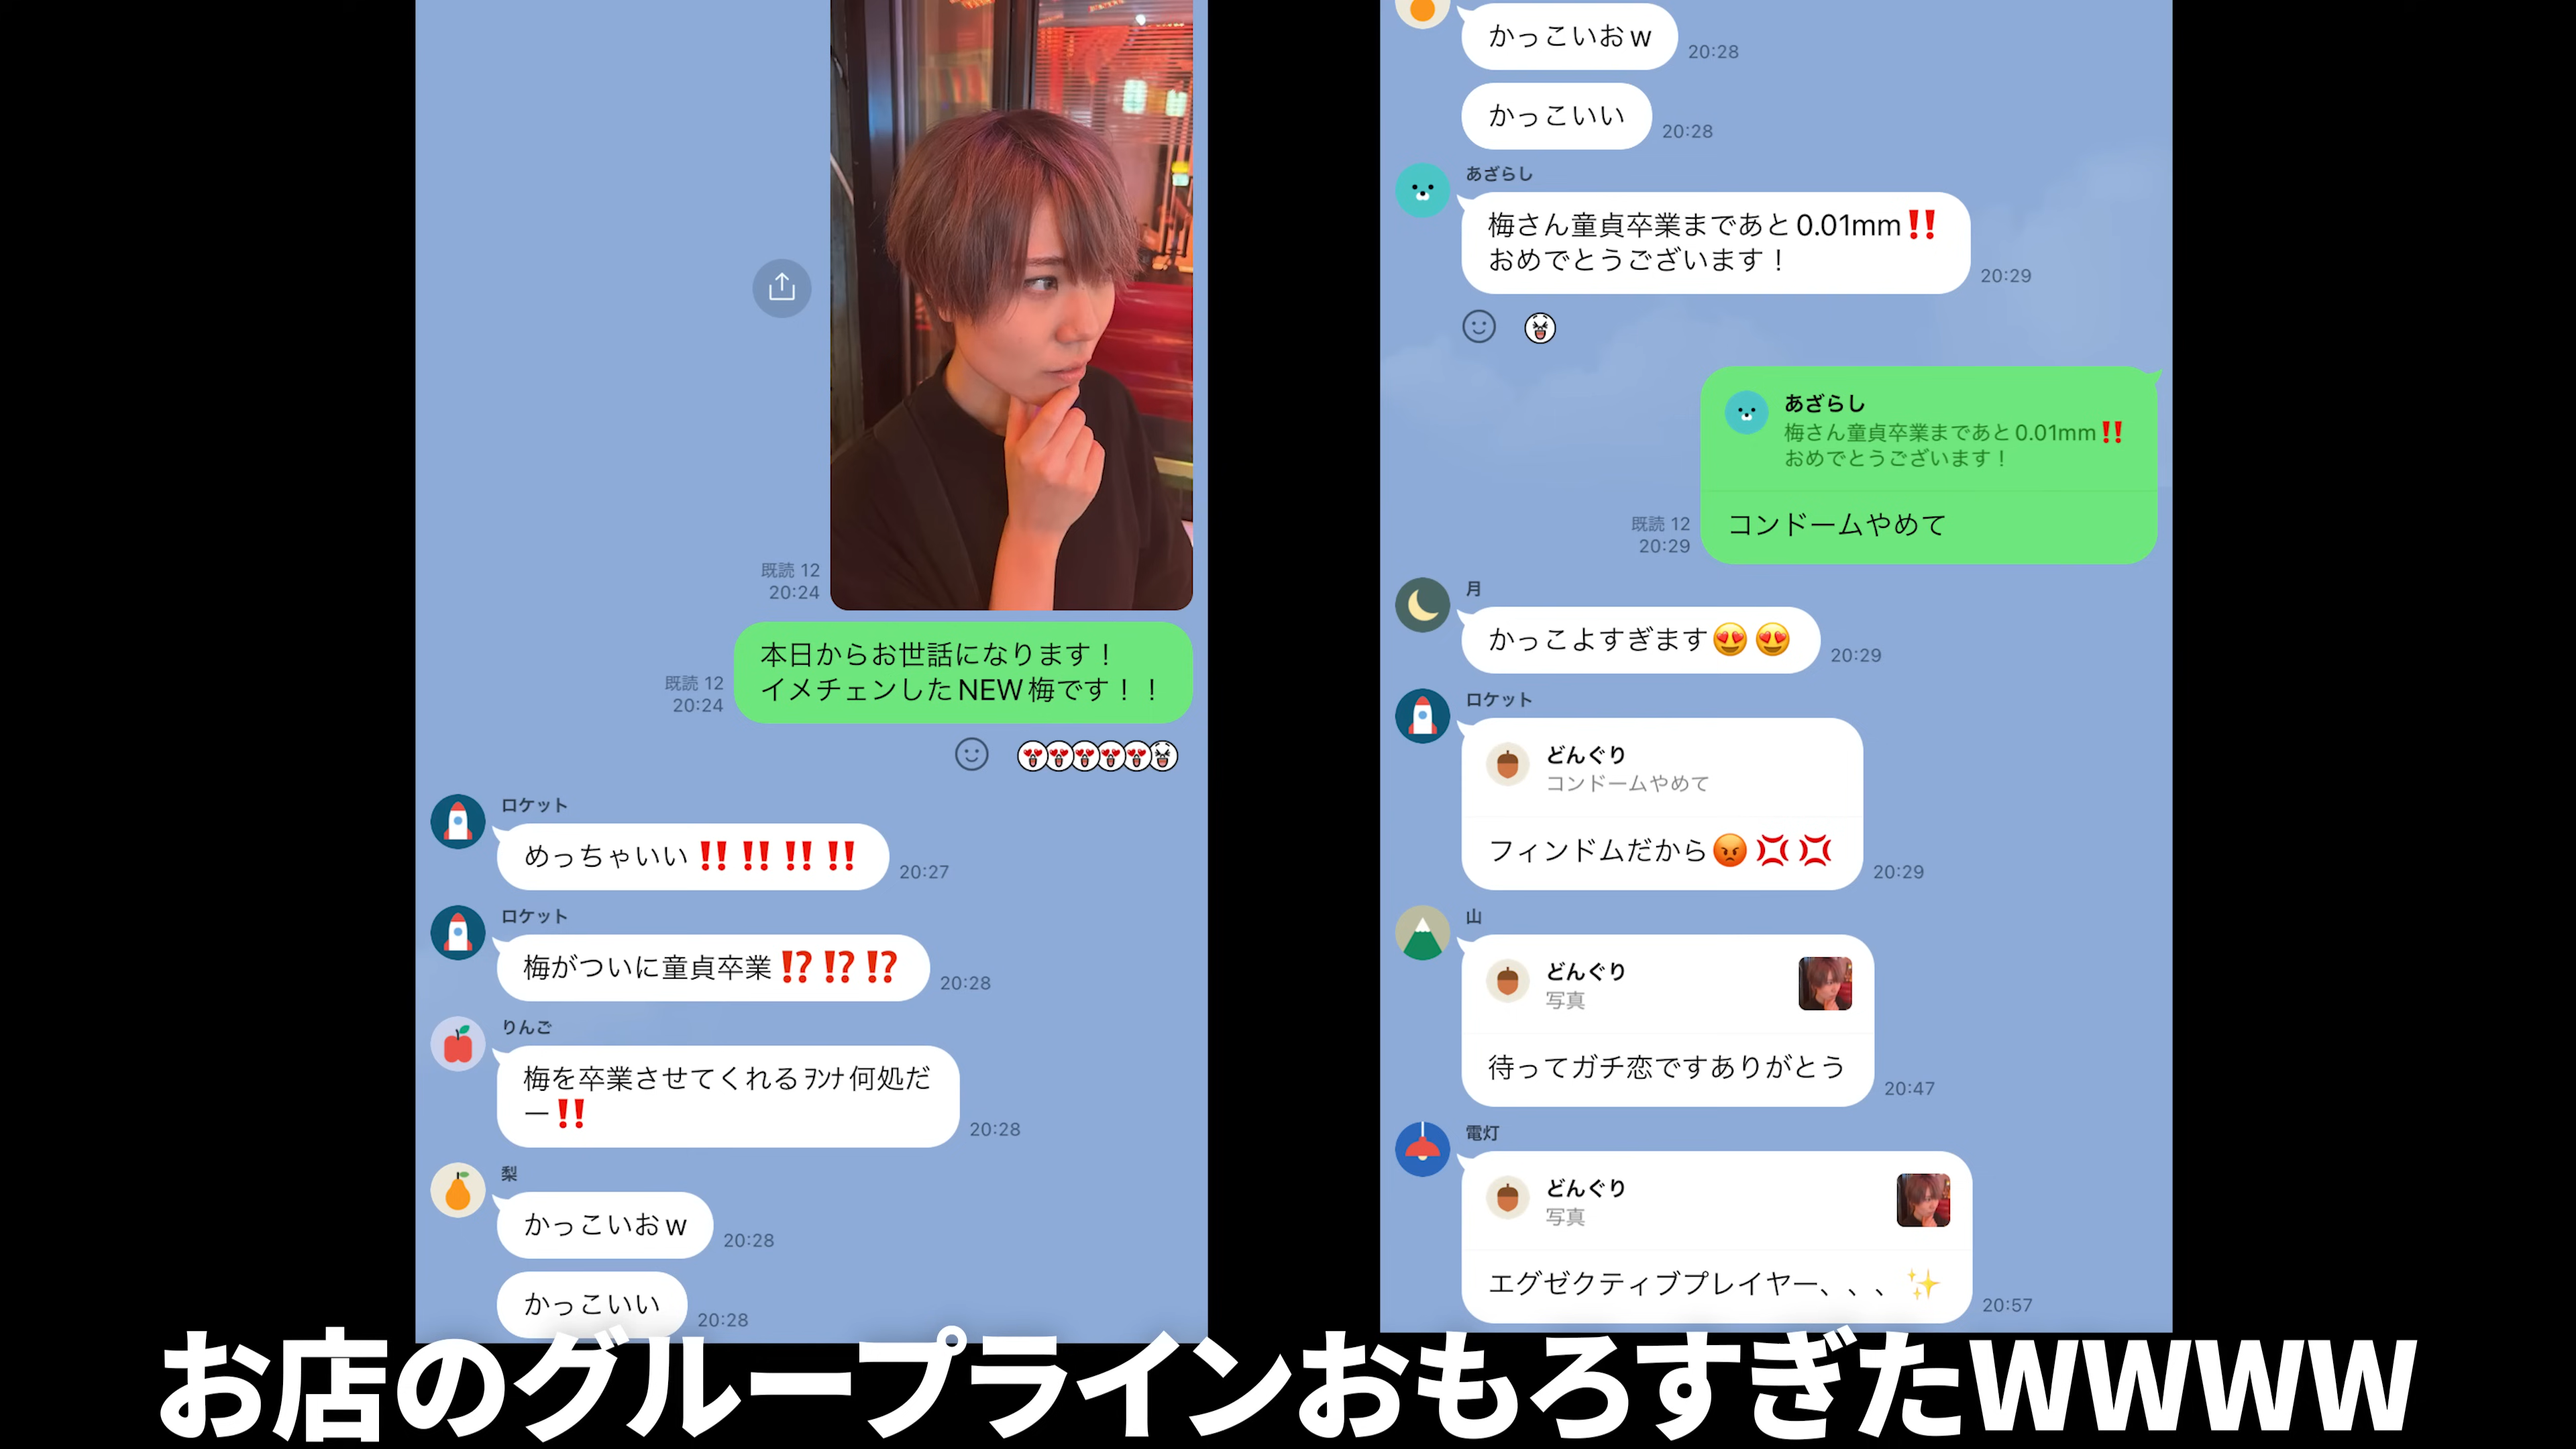 既読 12
20:24
本日からお世話になります！
イメチェンしたNEW梅です！！
既読 12
20:24
ロケット
めっちゃいい‼️‼️‼️‼️
20:27
ロケット
梅がついに童貞卒業⁉️⁉️⁉️
20:28
りんご
梅を卒業させてくれるｦﾝﾅ何処だ
ー‼️
20:28
梨
かっこいおw
20:28
かっこいい
20:28
かっこいおw
20:28
かっこいい
20:28
あざらし
梅さん童貞卒業まであと0.01mm‼️
おめでとうございます！
20:29
あざらし
梅さん童貞卒業まであと0.01mm‼️
おめでとうございます！
コンドームやめて
既読 12
20:29
月
かっこよすぎます😍😍
20:29
ロケット
どんぐり
コンドームやめて
フィンドムだから😡💢💢
20:29
山
どんぐり
写真
待ってガチ恋ですありがとう
20:47
電灯
どんぐり
写真
エグゼクティブプレイヤー、、、✨
20:57
お店のグループラインおもろすぎたWWWW